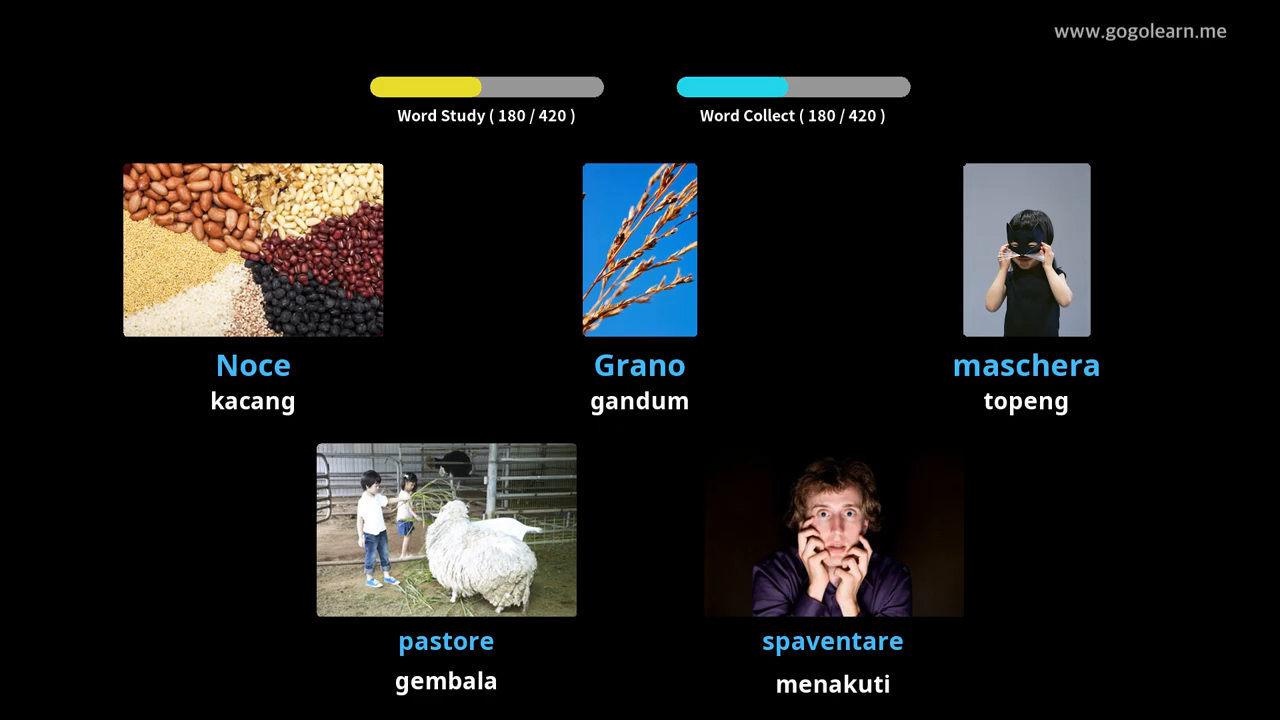 www.gogolearn.me
Word Study ( 180 / 420 )
Word Collect ( 180 / 420 )
Noce
kacang
Grano
gandum
maschera
topeng
pastore
gembala
spaventare
menakuti